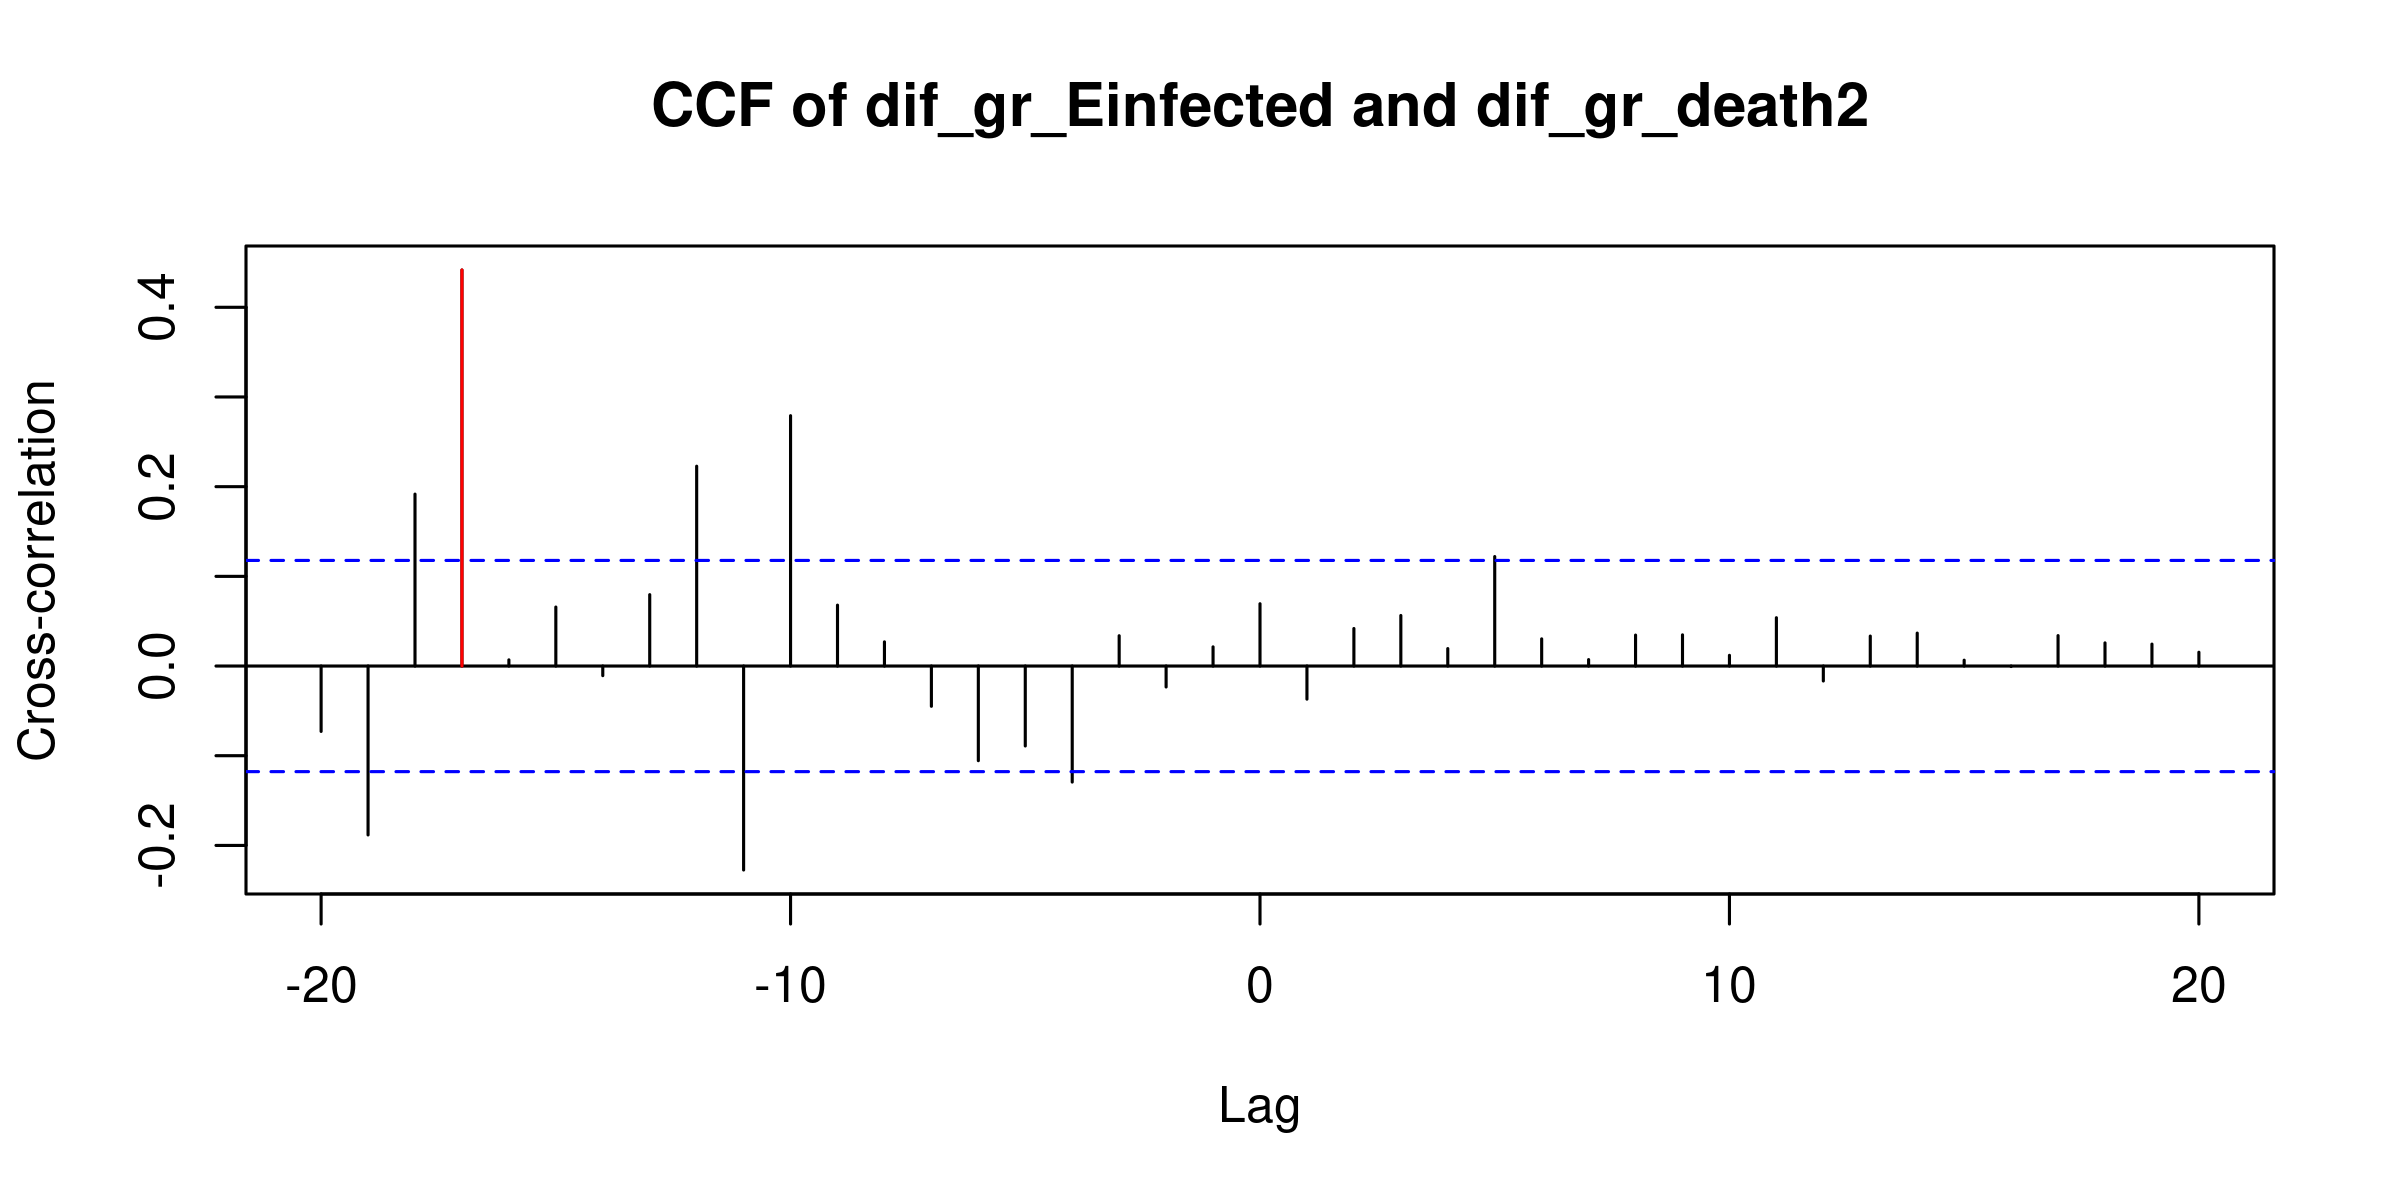 CCF of dif_gr_Einfected and dif_gr_death2
Cross-correlation
0.4
0.2
0.0
-0.2
-20 -10 0 10 20
Lag